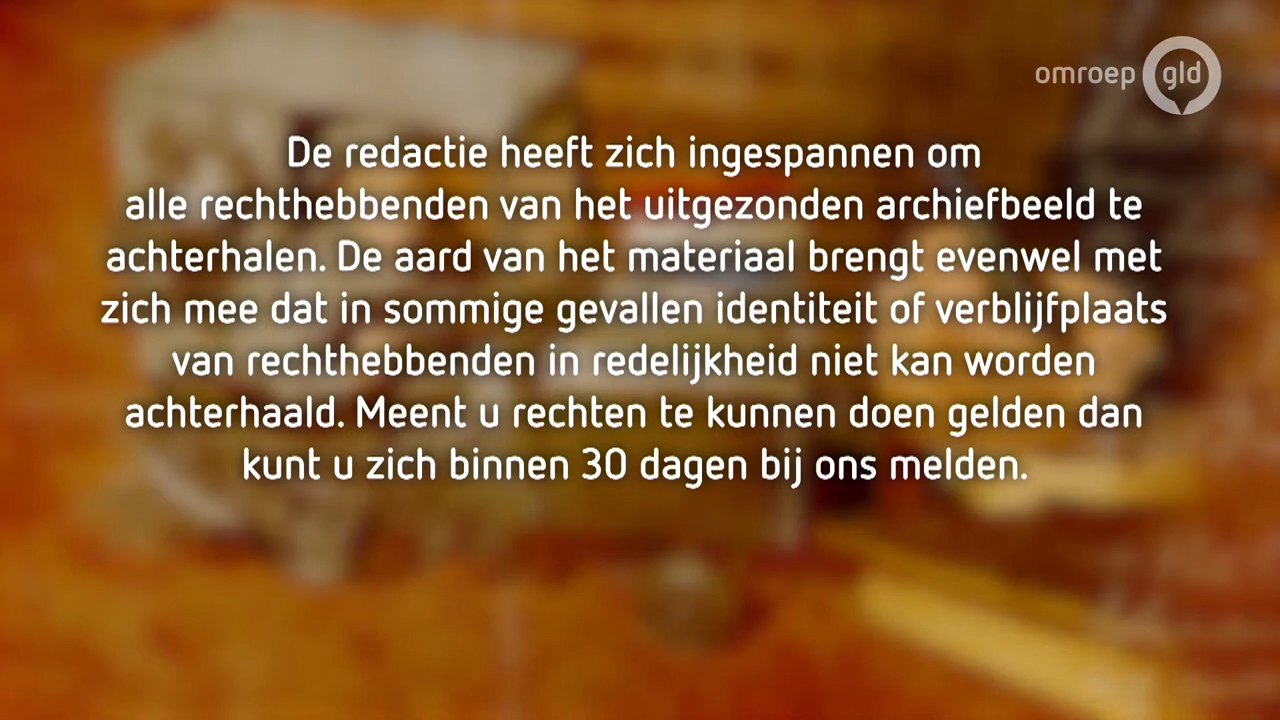 omroep gld
De redactie heeft zich ingespannen om
alle rechthebbenden van het uitgezonden archiefbeeld te
achterhalen. De aard van het materiaal brengt evenwel met
zich mee dat in sommige gevallen identiteit of verblijfplaats
van rechthebbenden in redelijkheid niet kan worden
achterhaald. Meent u rechten te kunnen doen gelden dan
kunt u zich binnen 30 dagen bij ons melden.